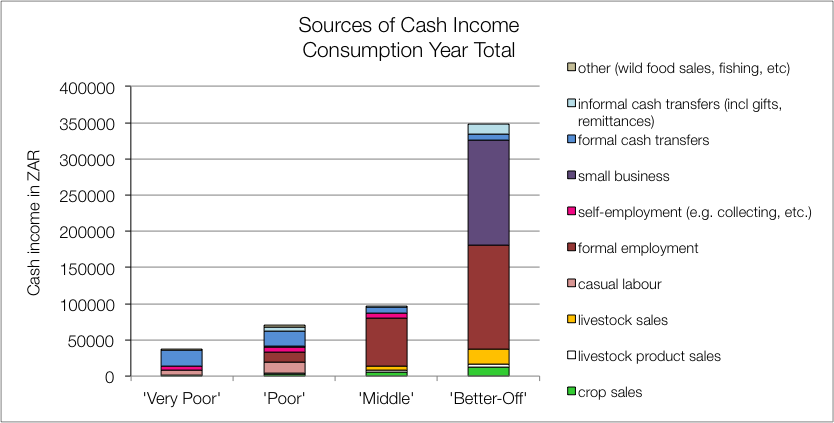 Sources of Cash Income
Consumption Year Total
Cash income in ZAR
400000
350000
300000
250000
200000
150000
100000
50000
0
'Very Poor'
'Poor'
'Middle'
'Better-Off'
other (wild food sales, fishing, etc)
informal cash transfers (incl gifts,
remittances)
formal cash transfers
small business
self-employment (e.g. collecting, etc.)
formal employment
casual labour
livestock sales
livestock product sales
crop sales